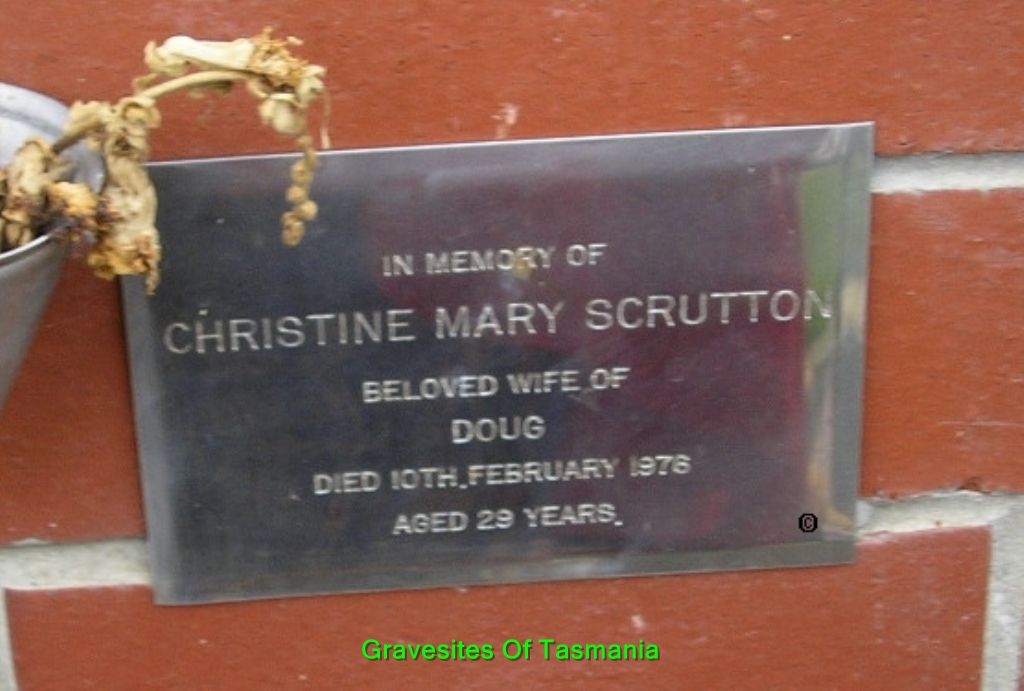 IN MEMORY OF
CHRISTINE MARY SCRUTTON
BELOVED WIFE OF
DOUG
DIED 10TH.FEBRUARY 1976
AGED 29 YEARS.
©
Gravesites Of Tasmania